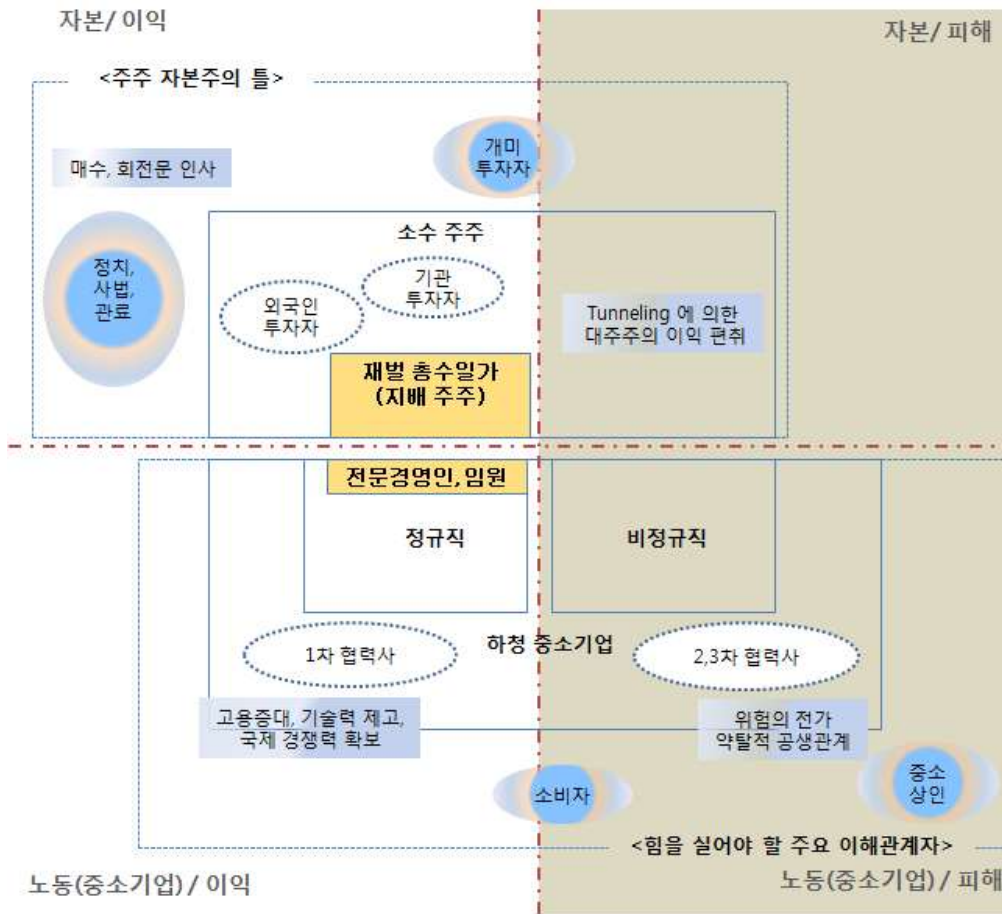 자본/ 이익
자본/ 피해
<주주 자본주의 틀>
개미
투자자
매수, 회전문 인사
소수 주주
정치,
사법,
관료
기관
투자자
외국인
투자자
Tunneling 에 의한
대주주의 이익 편취
재벌 총수일가
(지배 주주)
전문경영인,임원
정규직
비정규직
하청 중소기업
1차 협력사
2,3차 협력사
고용증대, 기술력 제고,
국제 경쟁력 확보
위험의 전가
약탈적 공생관계
소비자
중소
상인
<힘을 실어야 할 주요 이해관계자>
노동(중소기업) / 이익
노동(중소기업) / 피해